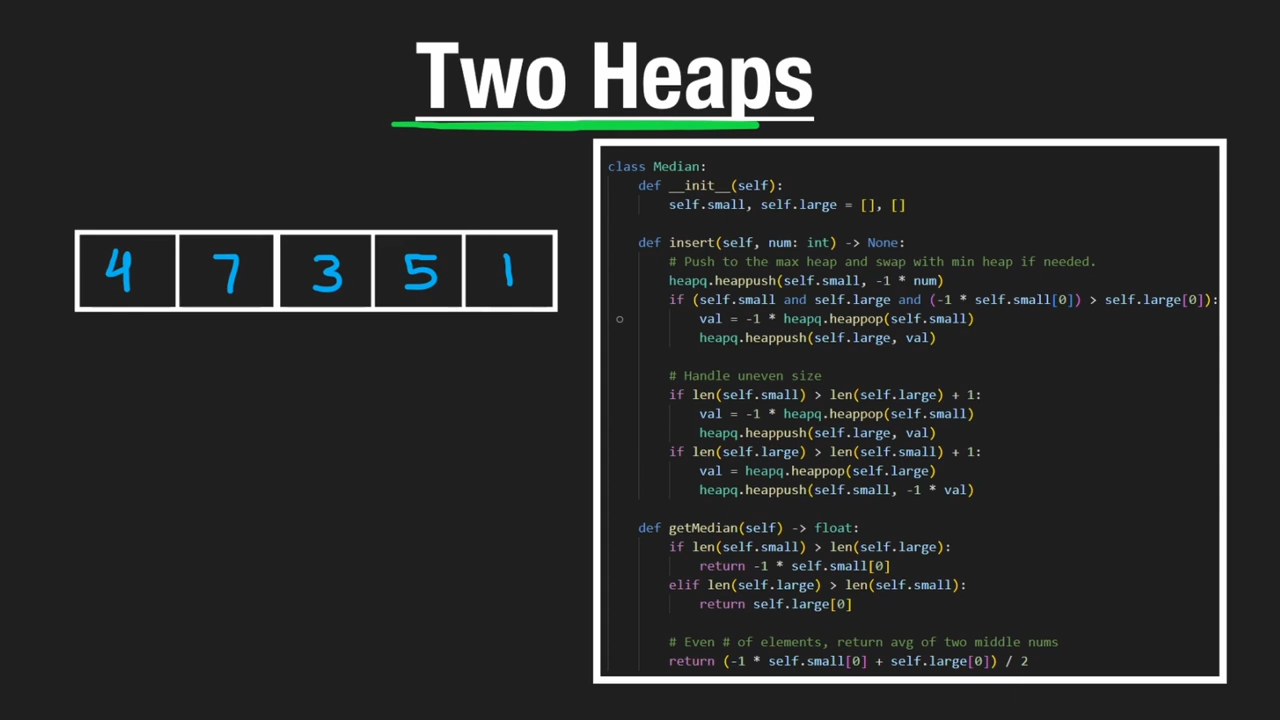 Two Heaps
4 7 3 5 1
class Median:
    def __init__(self):
        self.small, self.large = [], []

    def insert(self, num: int) -> None:
        # Push to the max heap and swap with min heap if needed.
        heapq.heappush(self.small, -1 * num)
        if (self.small and self.large and (-1 * self.small[0]) > self.large[0]):
            val = -1 * heapq.heappop(self.small)
            heapq.heappush(self.large, val)

        # Handle uneven size
        if len(self.small) > len(self.large) + 1:
            val = -1 * heapq.heappop(self.small)
            heapq.heappush(self.large, val)
        if len(self.large) > len(self.small) + 1:
            val = heapq.heappop(self.large)
            heapq.heappush(self.small, -1 * val)

    def getMedian(self) -> float:
        if len(self.small) > len(self.large):
            return -1 * self.small[0]
        elif len(self.large) > len(self.small):
            return self.large[0]

        # Even # of elements, return avg of two middle nums
        return (-1 * self.small[0] + self.large[0]) / 2